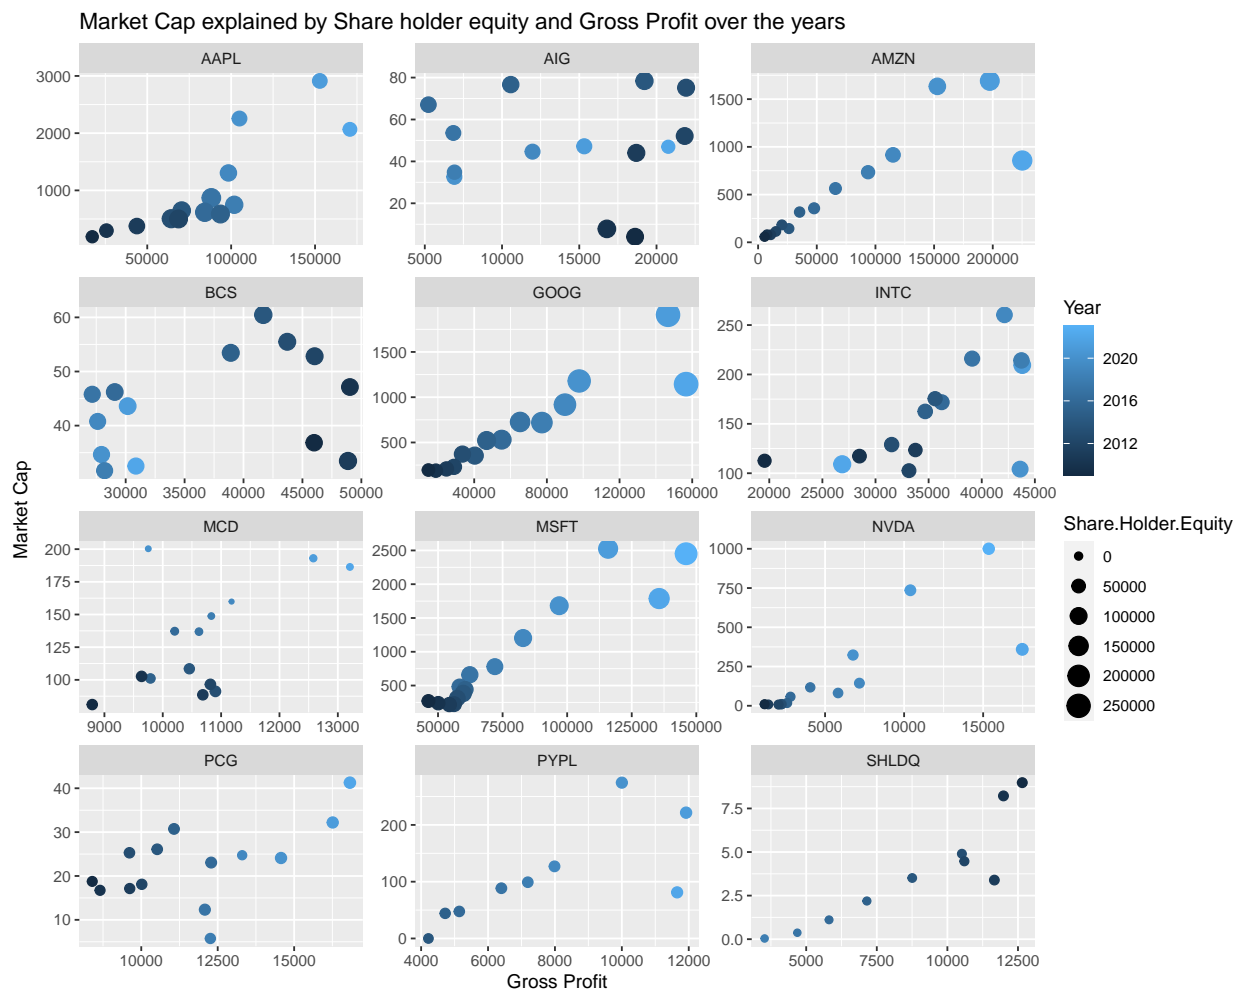 Market Cap explained by Share holder equity and Gross Profit over the years
AAPL AIG AMZN
3000
2000
1000
50000 100000 150000
80
60
40
20
5000 10000 15000 20000
1500
1000
500
0
0 50000 100000 150000 200000
BCS GOOG INTC
60
50
40
30000 35000 40000 45000 50000
1500
1000
500
40000 80000 120000 160000
250
200
150
100
20000 25000 30000 35000 40000 45000
MCD MSFT NVDA
200
175
150
125
100
9000 10000 11000 12000 13000
2500
2000
1500
1000
500
50000 75000 100000 125000 150000
1000
750
500
250
0
5000 10000 15000
PCG PYPL SHLDQ
40
30
20
10
10000 12500 15000
200
100
0
4000 6000 8000 10000 12000
7.5
5.0
2.5
0.0
5000 7500 10000 12500
Market Cap
Gross Profit
Year
2020
2016
2012
Share.Holder.Equity
0
50000
100000
150000
200000
250000